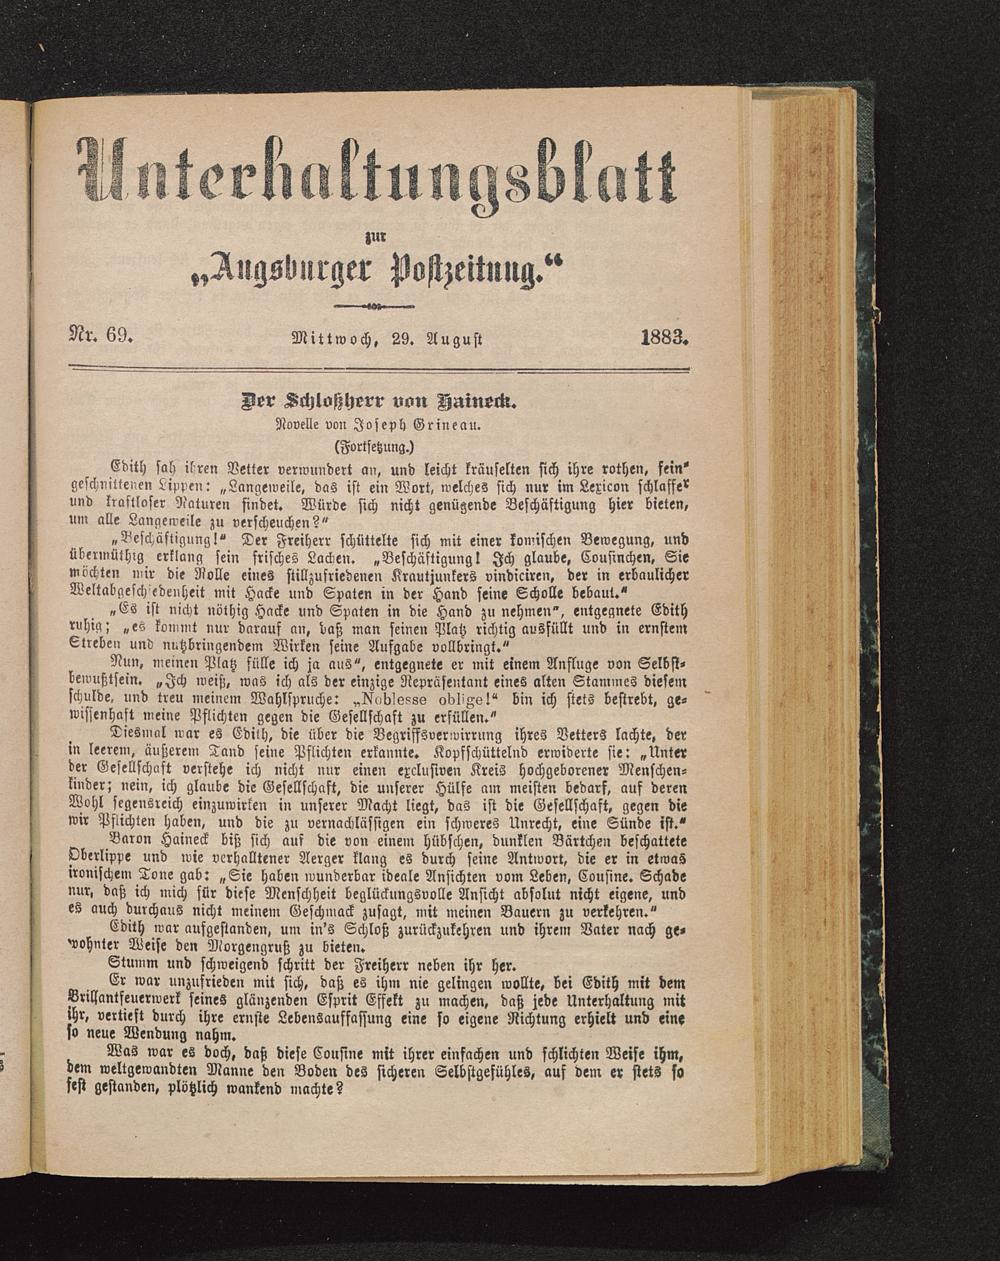 Unterhaltungsblatt
zur
„Augsburger Postzeitung.“
Nr. 69. Mittwoch, 29. August 1883.
Der Schloßherr von Haineck.
Novelle von Joseph Grineau.
(Fortsetzung.)
Edith sah ihren Vetter verwundert an, und leicht kräuselten sich ihre rothen, fein-
geschnittenen Lippen: „Langeweile, das ist ein Wort, welches sich nur im Lexicon schlaffer
und kraftloser Naturen findet. Würde sich nicht genügende Beschäftigung hier bieten,
um alle Langeweile zu verscheuchen?“
„Beschäftigung!“ Der Freiherr schüttelte sich mit einer komischen Bewegung, und
übermüthig erklang sein frisches Lachen. „Beschäftigung! Ich glaube, Cousinchen, Sie
möchten mir die Rolle eines stillzufriedenen Krautjunkers vindiciren, der in erbaulicher
Weltabgeschiedenheit mit Hacke und Spaten in der Hand seine Scholle bebaut.“
„Es ist nicht nöthig Hacke und Spaten in die Hand zu nehmen“, entgegnete Edith
ruhig; „es kommt nur darauf an, daß man seinen Platz richtig ausfüllt und in ernstem
Streben und nutzbringendem Wirken seine Aufgabe vollbringt.“
Nun, meinen Platz fülle ich ja aus“, entgegnete er mit einem Anfluge von Selbst-
bewußtsein. „Ich weiß, was ich als der einzige Repräsentant eines alten Stammes diesem
schulde, und treu meinem Wahlspruche: „Noblesse oblige!“ bin ich stets bestrebt, ge-
wissenhaft meine Pflichten gegen die Gesellschaft zu erfüllen.“
Diesmal war es Edith, die über die Begriffsverwirrung ihres Vetters lachte, der
in leerem, äußerem Tand seine Pflichten erkannte. Kopfschüttelnd erwiderte sie: „Unter
der Gesellschaft verstehe ich nicht nur einen exclusiven Kreis hochgeborener Menschen-
kinder; nein, ich glaube die Gesellschaft, die unserer Hülfe am meisten bedarf, auf deren
Wohl segensreich einzuwirken in unserer Macht liegt, das ist die Gesellschaft, gegen die
wir Pflichten haben, und die zu vernachlässigen ein schweres Unrecht, eine Sünde ist.“
Baron Haineck biß sich auf die von einem hübschen, dunklen Bärtchen beschattete
Oberlippe und wie verhalltener Aerger klang es durch seine Antwort, die er in etwas
ironischem Tone gab: „Sie haben wunderbar ideale Ansichten vom Leben, Cousine. Schade
nur, daß ich mich für diese Menschheit beglückungsvolle Ansicht absolut nicht eigene, und
es auch durchaus nicht meinem Geschmack zusagt, mit meinen Bauern zu verkehren.“
Edith war aufgestanden, um in's Schloß zurückzukehren und ihrem Vater nach ge-
wohnter Weise den Morgengruß zu bieten.
Stumm und schweigend schritt der Freiherr neben ihr her.
Er war unzufrieden mit sich, daß es ihm nie gelingen wollte, bei Edith mit dem
Brillantfeuerwerk seines glänzenden Esprit Effekt zu machen, daß jede Unterhaltung mit
ihr, vertieft durch ihre ernste Lebensauffassung eine so eigene Richtung erhielt und eine
so neue Wendung nahm.
Was war es doch, daß diese Cousine mit ihrer einfachen und schlichten Weise ihm,
dem weltgewandten Manne den Boden des sicheren Selbstgefühles, auf dem er stets so
fest gestanden, plötzlich wankend machte?